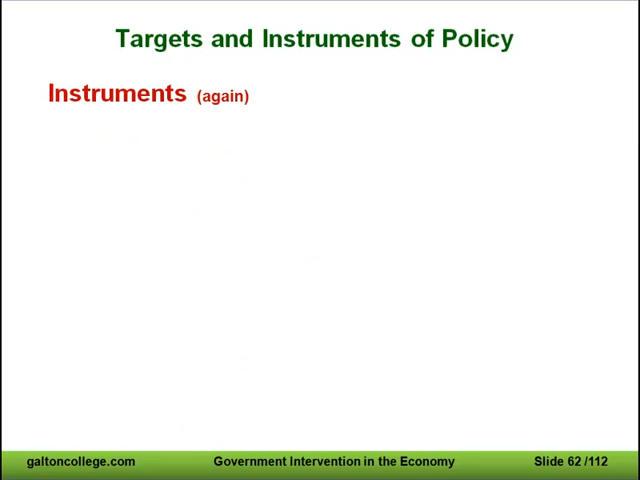 Targets and Instruments of Policy
Instruments (again)
galtoncollege.com Government Intervention in the Economy Slide 62 /112